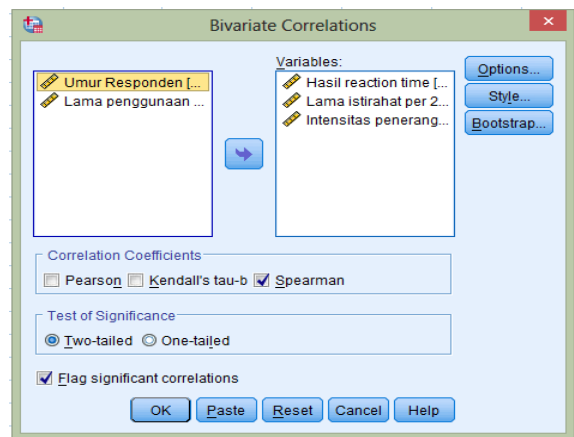 Bivariate Correlations
Variables:
Umur Responden [...
Lama penggunaan ...
Hasil reaction time [...
Lama istirahat per 2...
Intensitas penerang...
Options...
Style...
Bootstrap...
Correlation Coefficients
Pearson Kendall's tau-b Spearman
Test of Significance
Two-tailed One-tailed
Flag significant correlations
OK Paste Reset Cancel Help